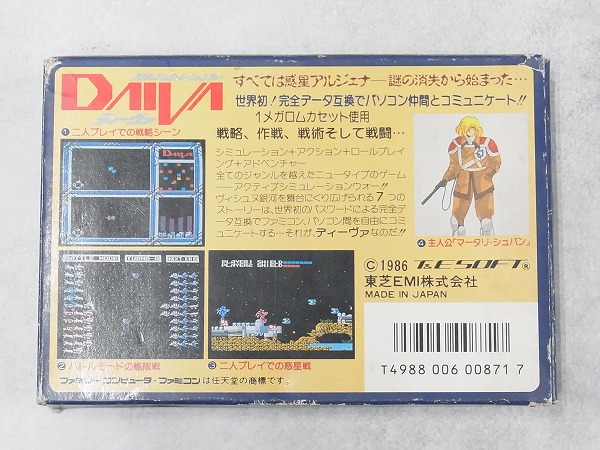 DAIVA
ディーヴァ
すべては惑星アルジェナー謎の消失から始まった…
世界初！完全データ互換でパソコン仲間とコミュニケート!!
1メガロムカセット使用
戦略、作戦、戦術そして戦闘…
① 二人プレイでの戦略シーン
シミュレーション+アクション+ロールプレイ
ング+アドベンチャー
全てのジャンルを越えたニュータイプのゲーム
──アクティブシミュレーションウォー!!
ヴィシュヌ銀河を舞台にくり広げられる7つの
ストーリーは、世界初のパスワードによる完全
データ互換でファミコン、パソコン間を自由にコミ
ュニケートする…それが、ディーヴァなのだ!!
④ 主人公「マータリ・シュバン」
DAIVA
BATTLE MODE
TURN
PLAYER'S SHIELD
© 1986 T&E SOFT®
東芝EMI株式会社
MADE IN JAPAN
② バトルモードの艦隊戦
③ 二人プレイでの惑星戦
ファミリーコンピュータ・ファミコンは任天堂の商標です。
T4988 006 00871 7